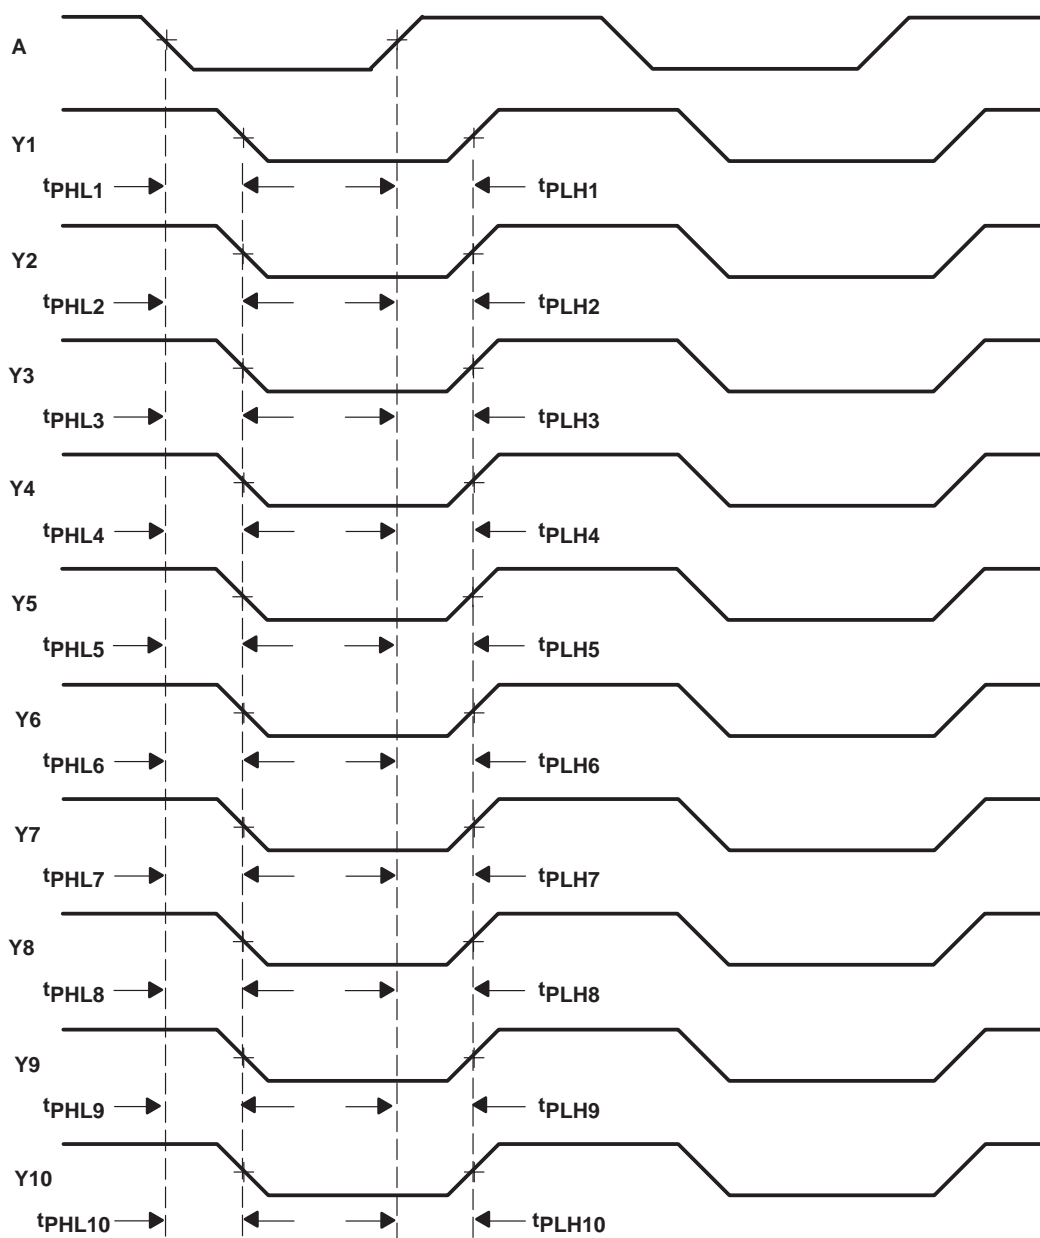 A
Y1
tPHL1 tPLH1
Y2
tPHL2 tPLH2
Y3
tPHL3 tPLH3
Y4
tPHL4 tPLH4
Y5
tPHL5 tPLH5
Y6
tPHL6 tPLH6
Y7
tPHL7 tPLH7
Y8
tPHL8 tPLH8
Y9
tPHL9 tPLH9
Y10
tPHL10 tPLH10